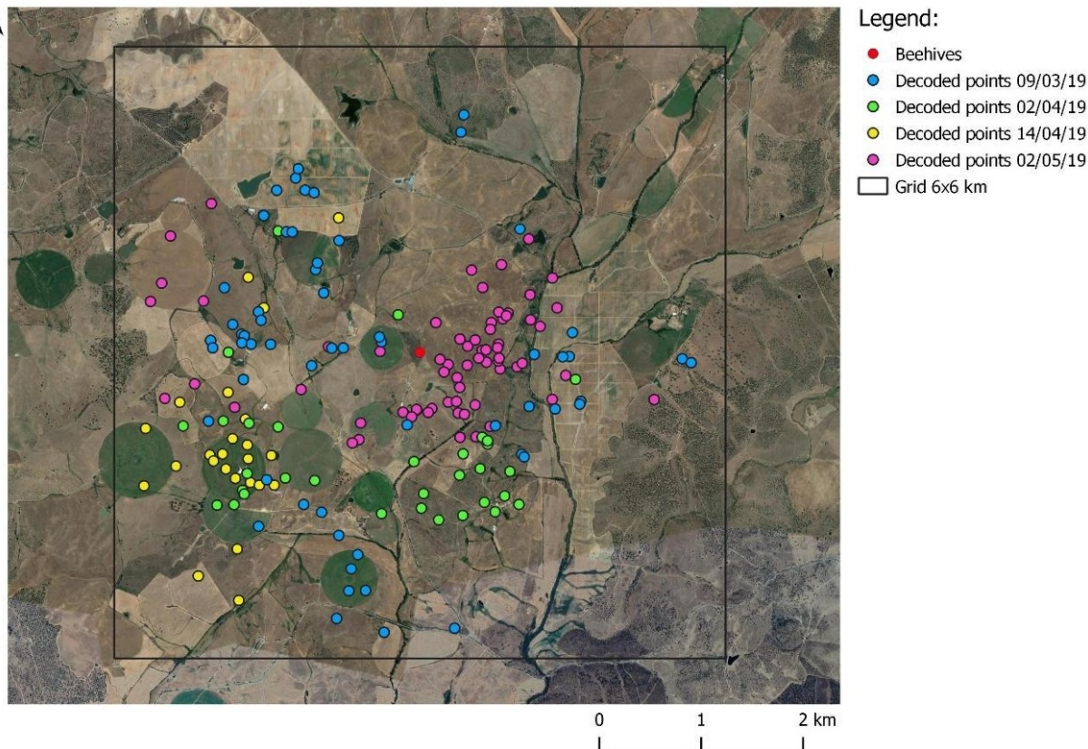 Legend:
Beehives
Decoded points 09/03/19
Decoded points 02/04/19
Decoded points 14/04/19
Decoded points 02/05/19
Grid 6x6 km
0 1 2 km